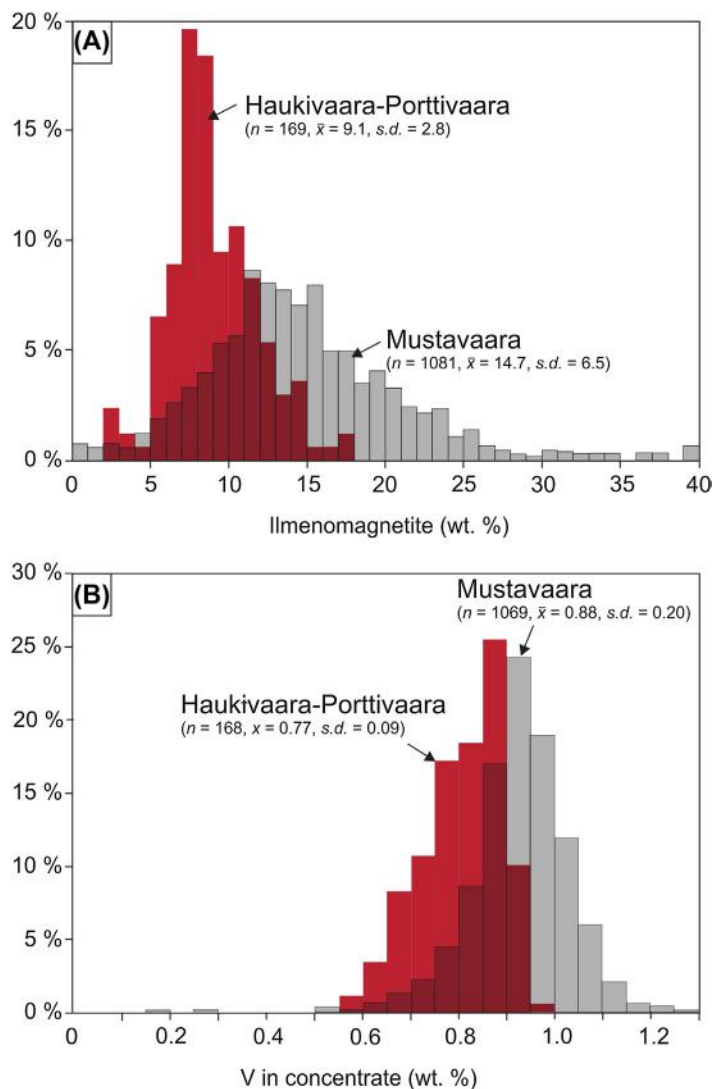 (A)
20 %
15 %
10 %
5 %
0 %
Haukivaara-Porttivaara
(n = 169, x̄ = 9.1, s.d. = 2.8)
Mustavaara
(n = 1081, x̄ = 14.7, s.d. = 6.5)
0 5 10 15 20 25 30 35 40
Ilmenomagnetite (wt. %)
(B)
30 %
25 %
20 %
15 %
10 %
5 %
0 %
Mustavaara
(n = 1069, x̄ = 0.88, s.d. = 0.20)
Haukivaara-Porttivaara
(n = 168, x = 0.77, s.d. = 0.09)
0 0.2 0.6 0.8 1.0 1.2
V in concentrate (wt. %)